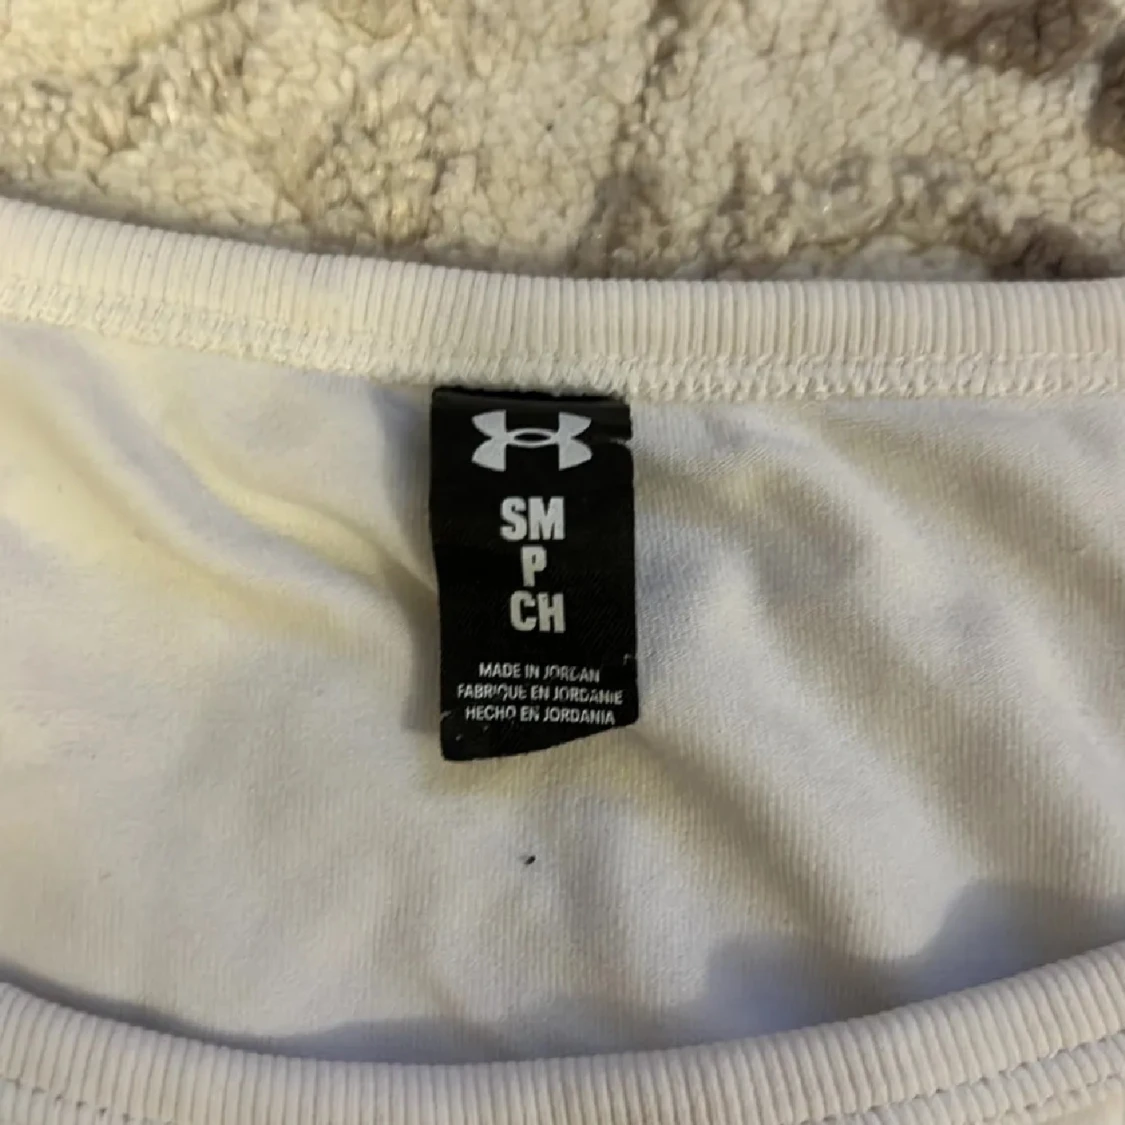 SM
P
CH
MADE IN JORDAN
FABRIQUE EN JORDANIE
HECHO EN JORDANIA